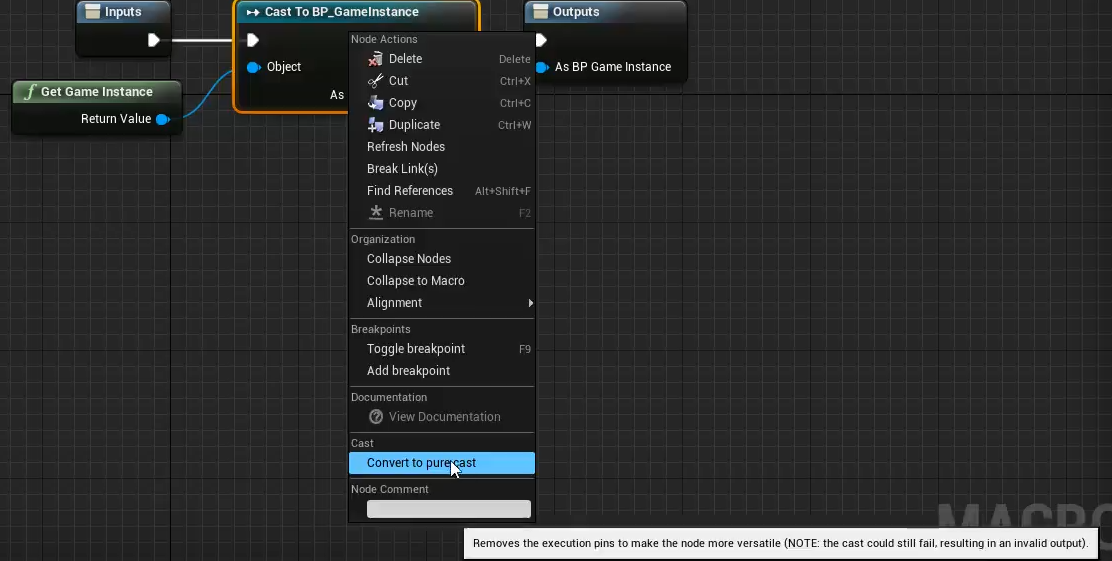 Inputs
Cast To BP_GameInstance
Outputs
Object
As BP Game Instance
f Get Game Instance
Return Value
As
Node Actions
Delete Delete
Cut Ctrl+X
Copy Ctrl+C
Duplicate Ctrl+W
Refresh Nodes
Break Link(s)
Find References Alt+Shift+F
Rename F2
Organization
Collapse Nodes
Collapse to Macro
Alignment
Breakpoints
Toggle breakpoint F9
Add breakpoint
Documentation
View Documentation
Cast
Convert to pure cast
Node Comment
MACRO
Removes the execution pins to make the node more versatile (NOTE: the cast could still fail, resulting in an invalid output).